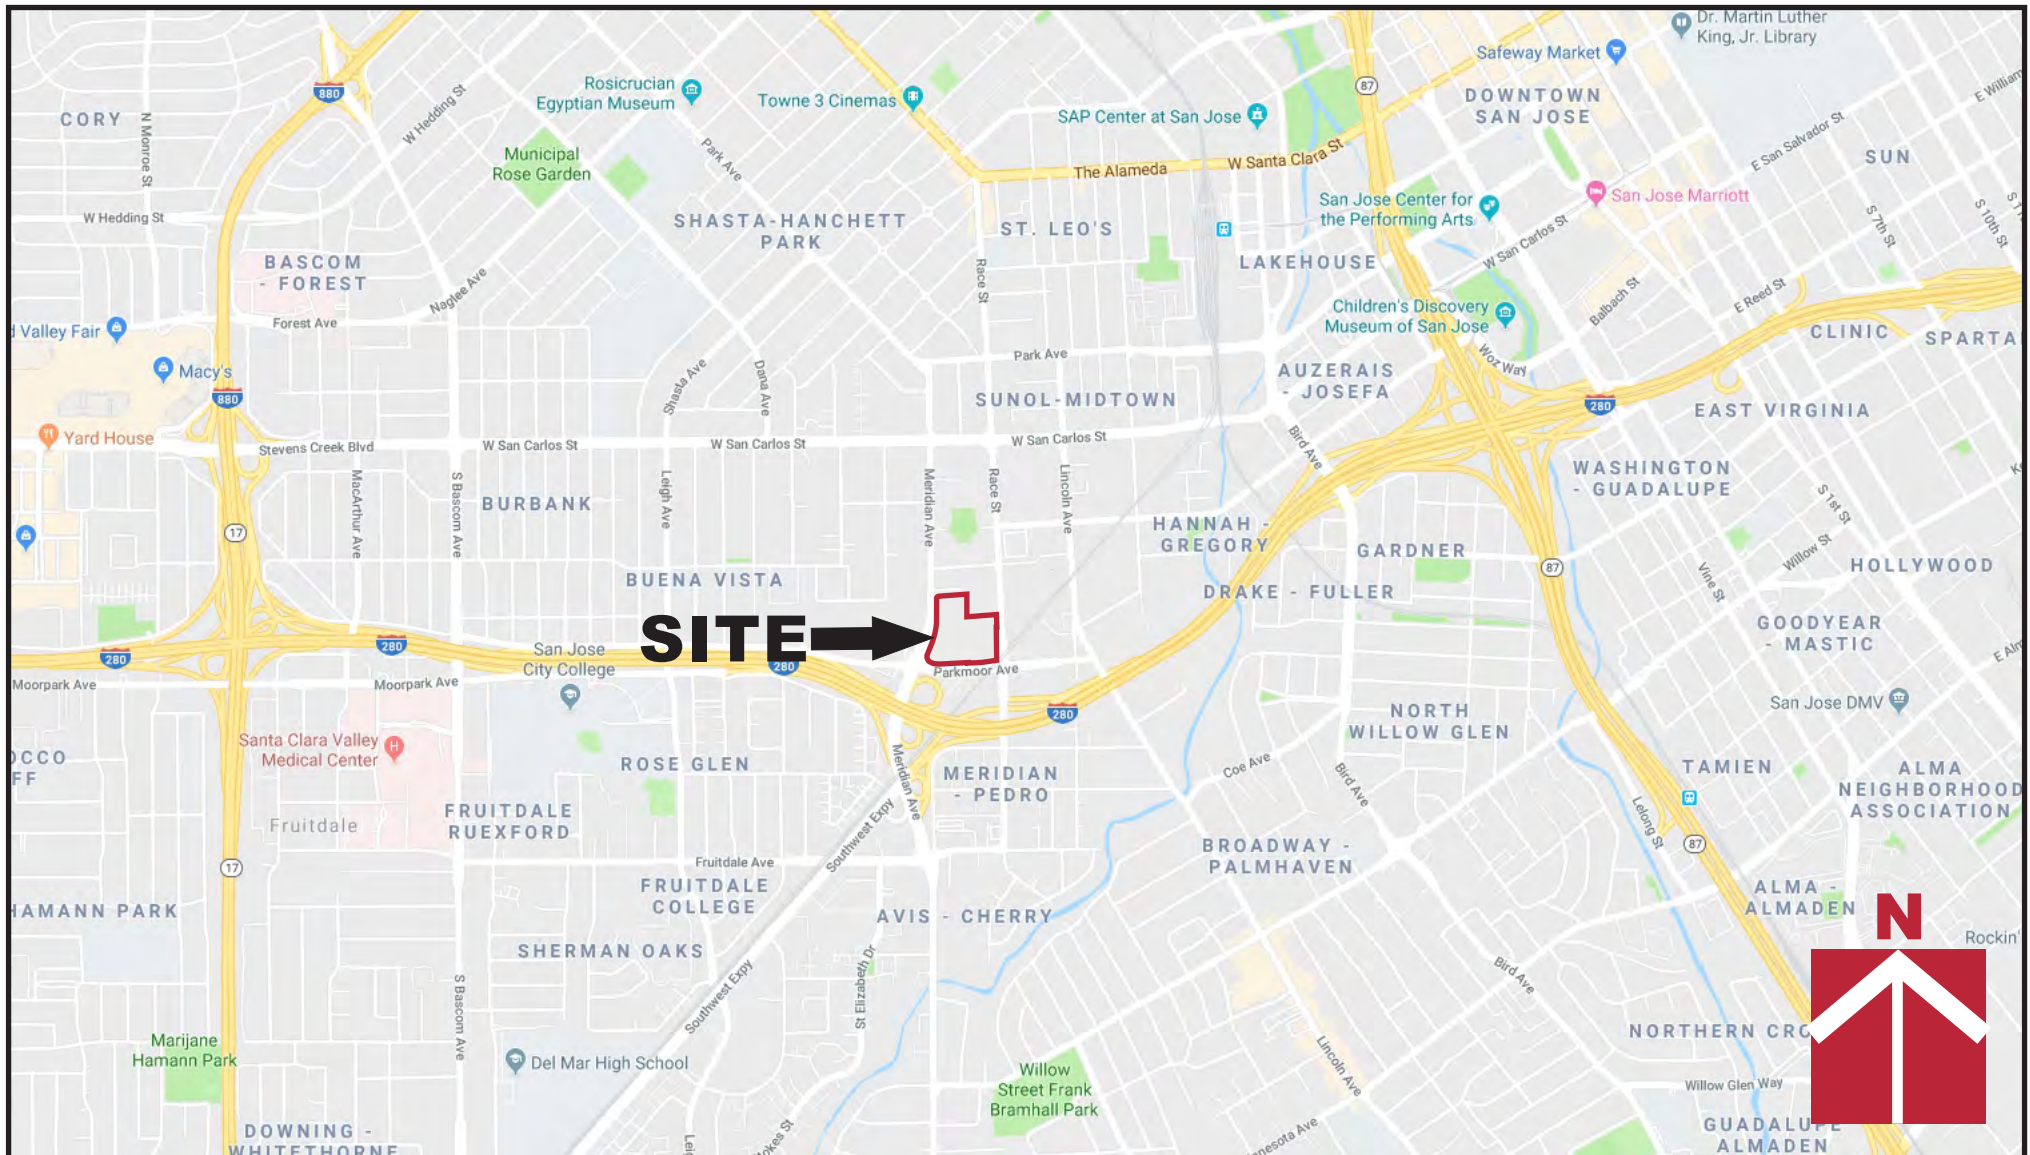 Dr. Martin Luther
King, Jr. Library
Safeway Market
87
Rosicrucian
Egyptian Museum
Towne 3 Cinemas
880
W Hedding St
DOWNTOWN
SAN JOSE
E William
CORY
N Monroe St
SAP Center at San Jose
E San Salvador St
Municipal
Rose Garden
Park Ave
The Alameda
W Santa Clara St
SUN
San Jose Marriott
San Jose Center for
the Performing Arts
W Hedding St
SHASTA-HANCHETT
PARK
ST. LEO'S
S 7th St
S 10th St
S 1
W San Carlos St
LAKEHOUSE
BASCOM
- FOREST
Naglee Ave
Race St
Balbach St
E Reed St
Children's Discovery
Museum of San Jose
Forest Ave
d Valley Fair
CLINIC
SPARTA
Park Ave
Woz Way
Macy's
Shasta Ave
Dana Ave
AUZERAIS
- JOSEFA
880
SUNOL-MIDTOWN
280
EAST VIRGINIA
Yard House
Stevens Creek Blvd
W San Carlos St
W San Carlos St
W San Carlos St
Bird Ave
WASHINGTON
- GUADALUPE
MacArthur Ave
S Bascom Ave
BURBANK
Leigh Ave
Meridian Ave
Race St
Lincoln Ave
S 1st St
17
HANNAH -
GREGORY
GARDNER
87
Willow St
HOLLYWOOD
BUENA VISTA
DRAKE - FULLER
Vine St
SITE
GOODYEAR
- MASTIC
280
280
San Jose
City College
280
Parkmoor Ave
E Alm
Moorpark Ave
Moorpark Ave
San Jose DMV
280
NORTH
WILLOW GLEN
Santa Clara Valley
Medical Center
OCCO
FF
ROSE GLEN
Meridian Ave
MERIDIAN
- PEDRO
Coe Ave
Bird Ave
TAMIEN
ALMA
NEIGHBORHOOD
ASSOCIATION
Lelong St
FRUITDALE
RUEXFORD
Fruitdale
Southwest Expy
BROADWAY -
PALMHAVEN
87
17
Fruitdale Ave
FRUITDALE
COLLEGE
ALMA -
ALMADEN
HAMANN PARK
AVIS - CHERRY
N
Rockin'
SHERMAN OAKS
St Elizabeth Dr
Southwest Expy
Bird Ave
S Bascom Ave
NORTHERN CRO
Marijane
Hamann Park
Del Mar High School
Willow
Street Frank
Bramhall Park
Lincoln Ave
Willow Glen Way
GUADALUPE
ALMADEN
DOWNING -
WHITETHORNE
Leig
okes St
nesota Ave